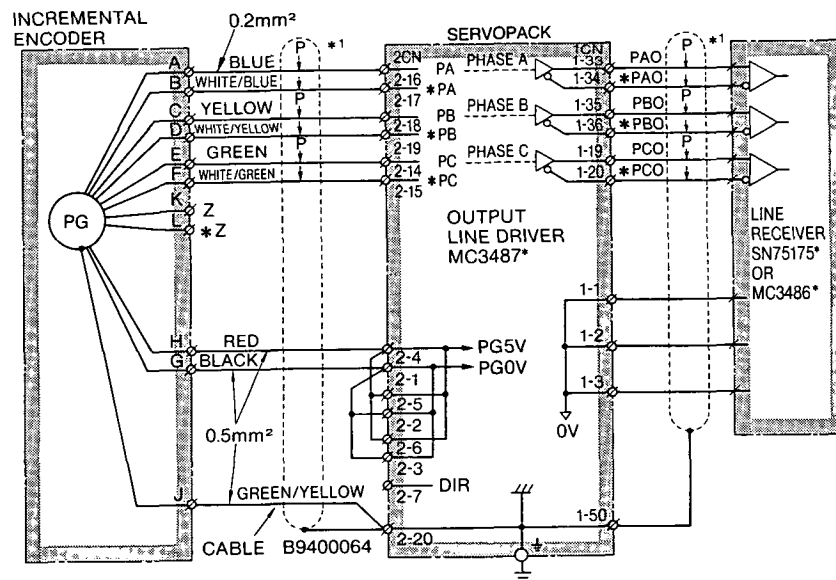 INCREMENTAL
ENCODER
0.2mm²
SERVOPACK
P
*1
P
*1
A
BLUE
2CN
PA
PHASE A
1CN
1-33
PAO
B
WHITE/BLUE
2-16
*PA
1-34
*PAO
P
2-17
P
C
YELLOW
PB
PHASE B
1-35
PBO
D
WHITE/YELLOW
2-18
*PB
1-36
*PBO
P
2-19
P
E
GREEN
PC
PHASE C
1-19
PCO
F
WHITE/GREEN
2-14
*PC
1-20
*PCO
2-15
K
Z
L
*Z
PG
OUTPUT
LINE DRIVER
MC3487*
LINE
RECEIVER
SN75175*
OR
MC3486*
1-1
H
RED
1-2
G
BLACK
2-4
PG5V
2-1
PG0V
2-5
1-3
0.5mm²
2-2
0V
2-6
2-3
DIR
2-7
J
GREEN/YELLOW
1-50
CABLE
B9400064
2-20